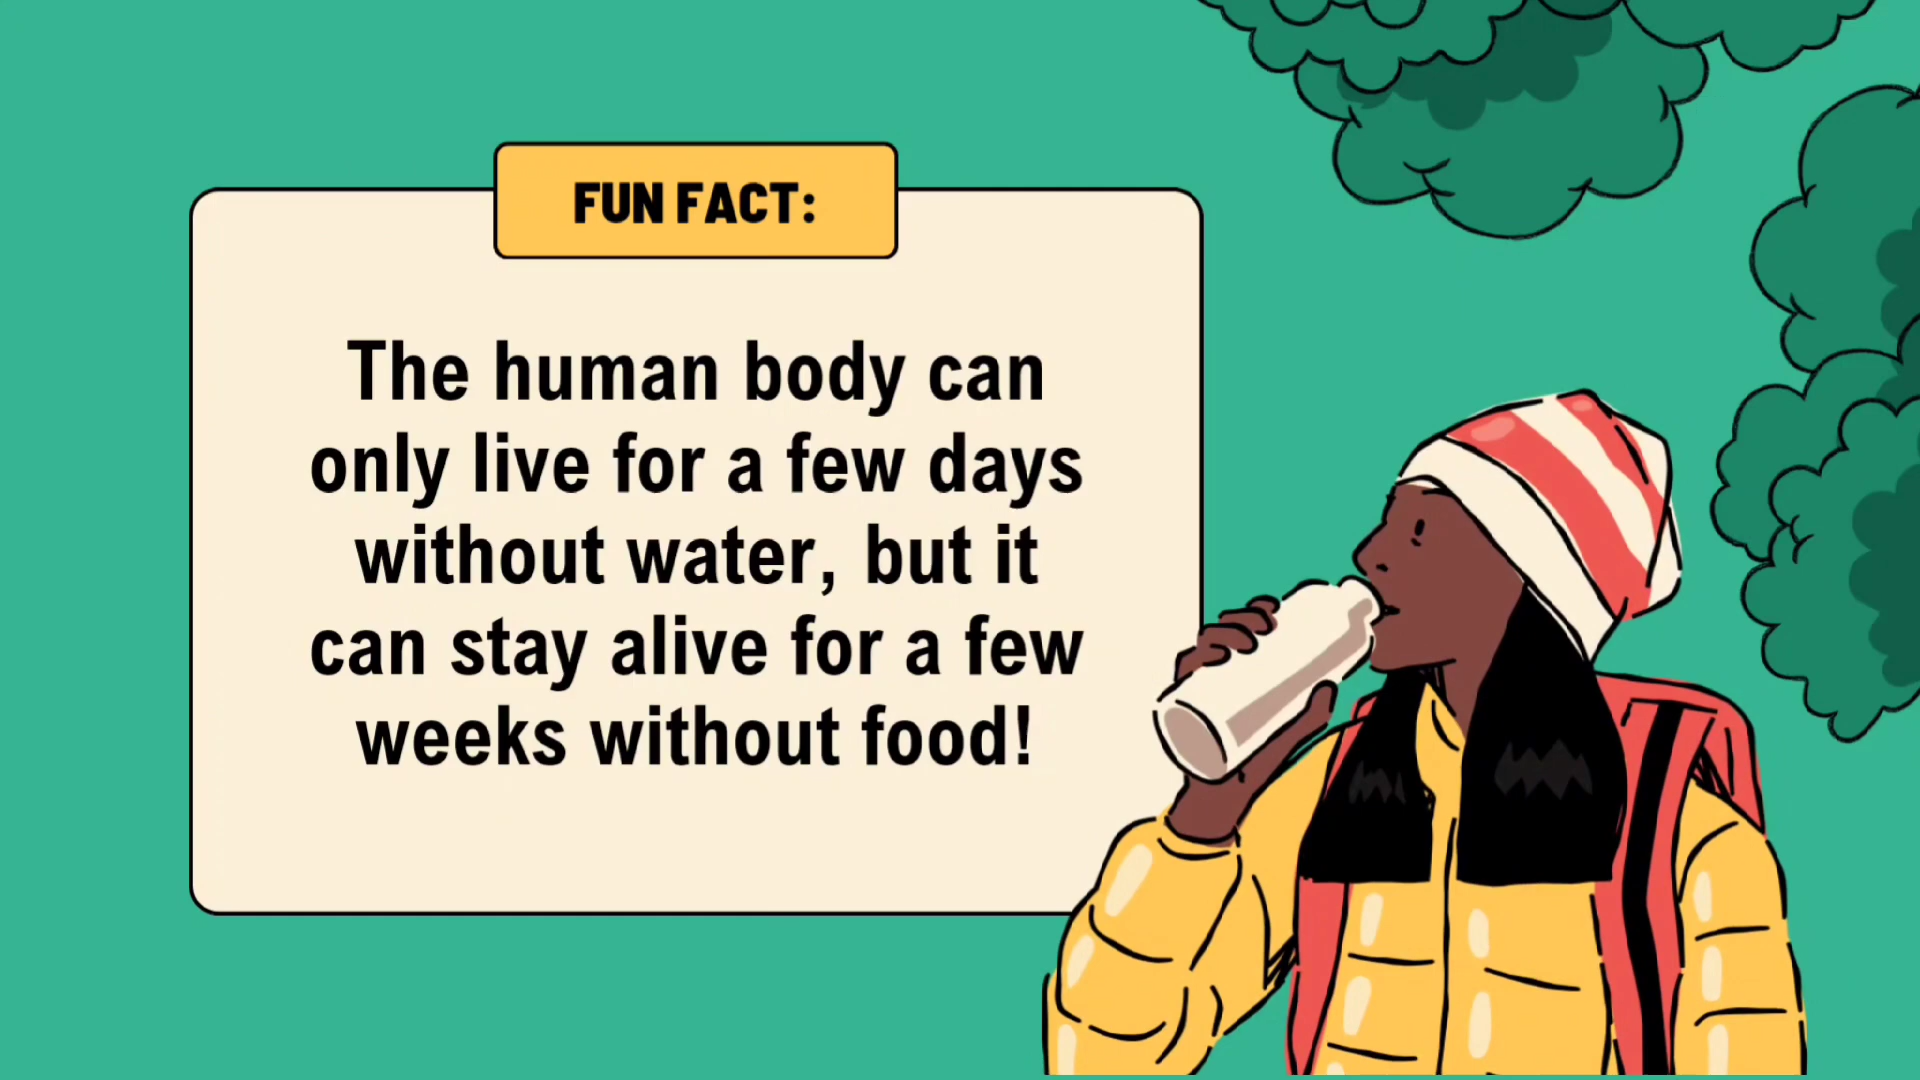 FUN FACT:
The human body can
only live for a few days
without water, but it
can stay alive for a few
weeks without food!